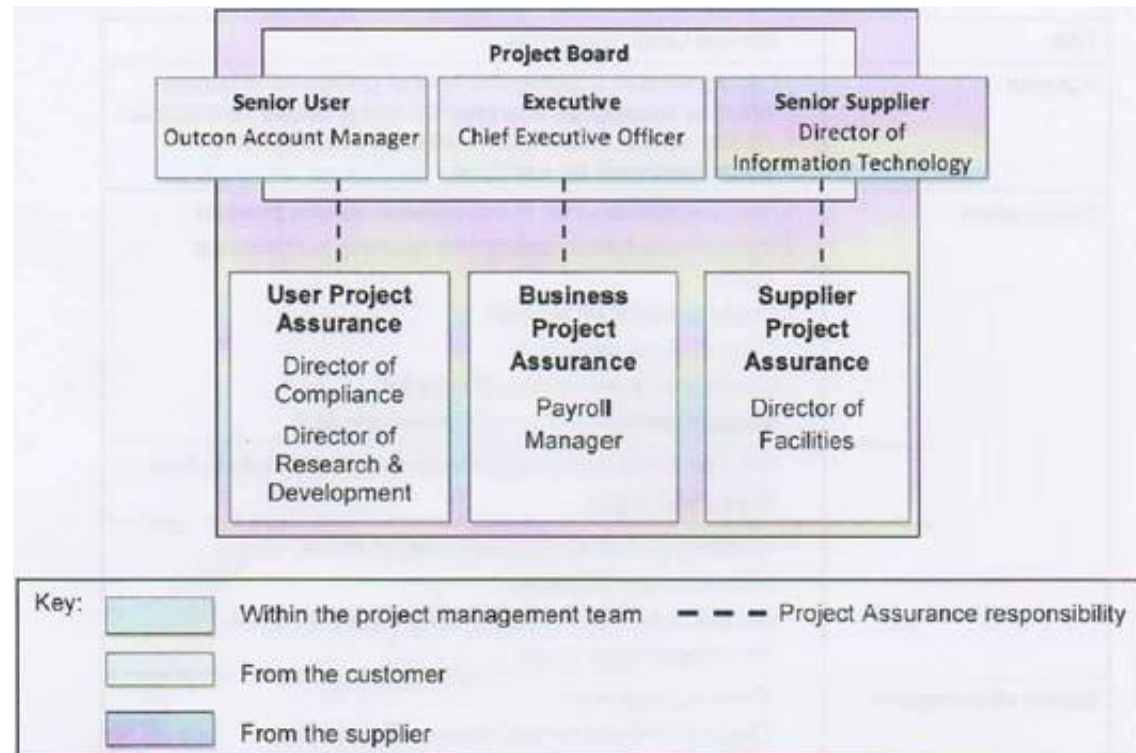 Project Board
Senior User
Outcon Account Manager
Executive
Chief Executive Officer
Senior Supplier
Director of
Information Technology
User Project
Assurance
Director of
Compliance
Director of
Research &
Development
Business
Project
Assurance
Payroll
Manager
Supplier
Project
Assurance
Director of
Facilities
Key:
Within the project management team
Project Assurance responsibility
From the customer
From the supplier